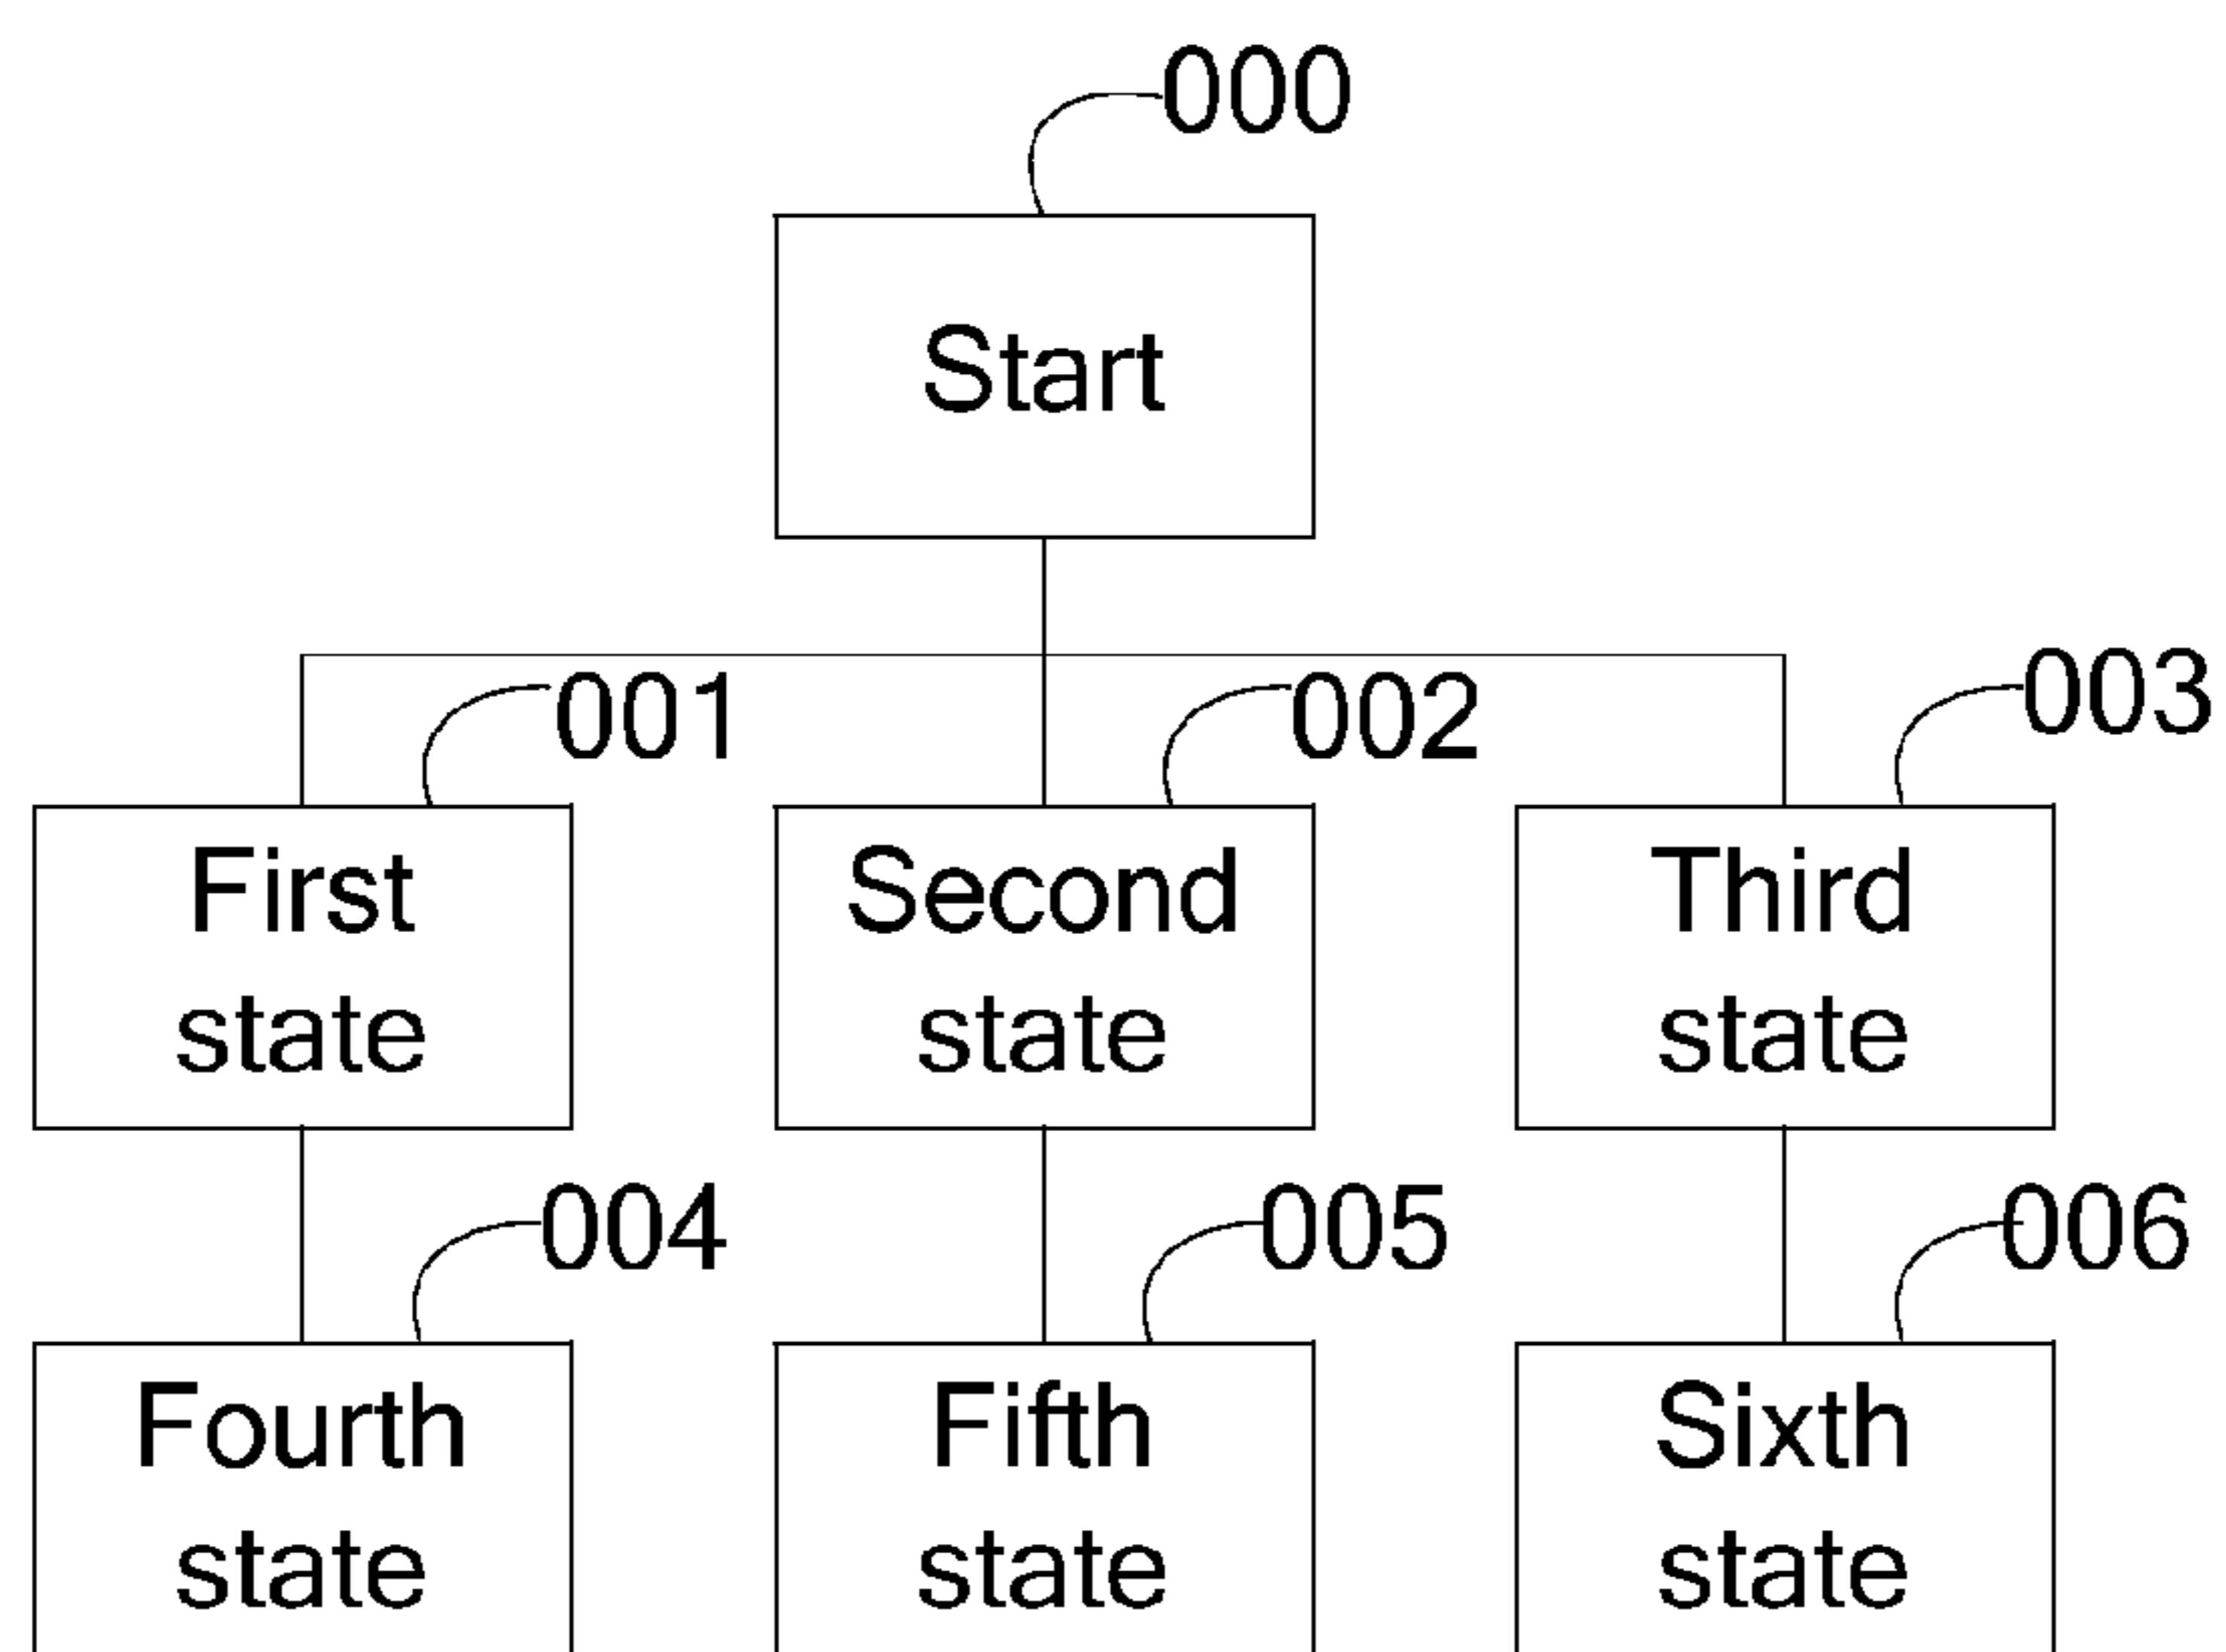 000
Start
001
002
003
First
state
Second
state
Third
state
004
005
006
Fourth
state
Fifth
state
Sixth
state